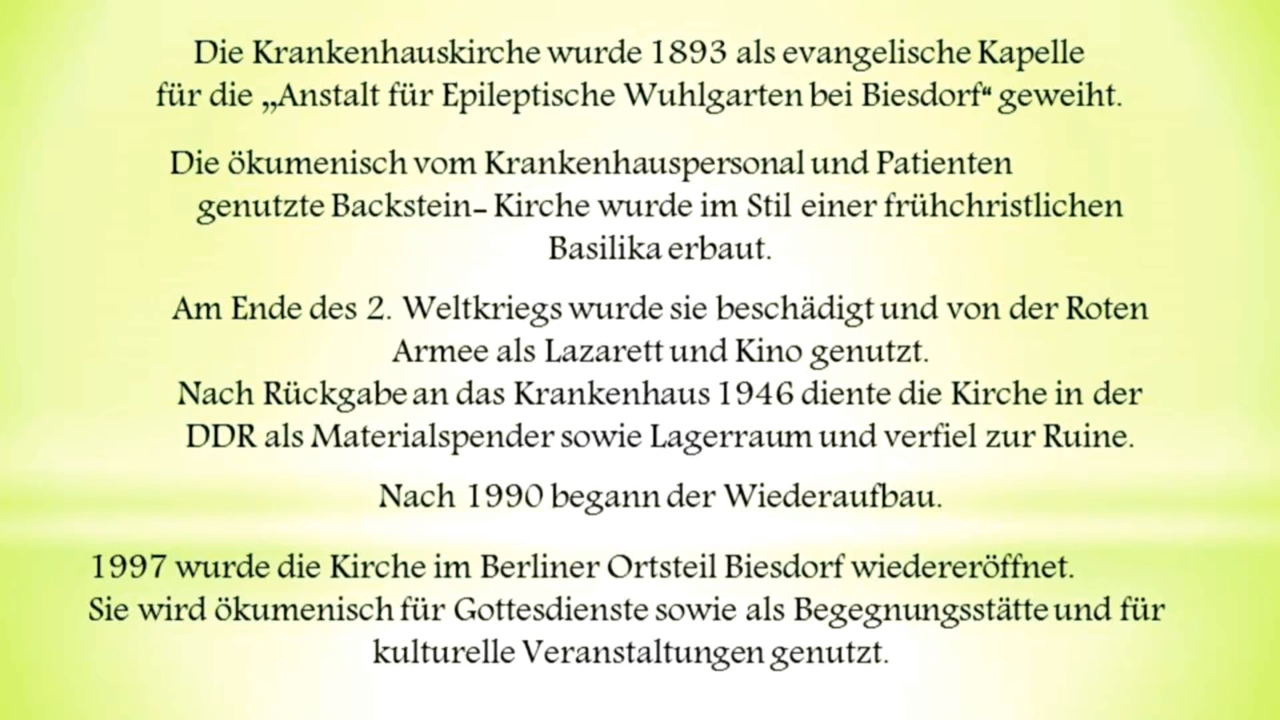 Die Krankenhauskirche wurde 1893 als evangelische Kapelle
für die „Anstalt für Epileptische Wuhlgarten bei Biesdorf“ geweiht.
Die ökumenisch vom Krankenhauspersonal und Patienten
genutzte Backstein- Kirche wurde im Stil einer frühchristlichen
Basilika erbaut.
Am Ende des 2. Weltkriegs wurde sie beschädigt und von der Roten
Armee als Lazarett und Kino genutzt.
Nach Rückgabe an das Krankenhaus 1946 diente die Kirche in der
DDR als Materialspender sowie Lagerraum und verfiel zur Ruine.
Nach 1990 begann der Wiederaufbau.
1997 wurde die Kirche im Berliner Ortsteil Biesdorf wiedereröffnet.
Sie wird ökumenisch für Gottesdienste sowie als Begegnungsstätte und für
kulturelle Veranstaltungen genutzt.